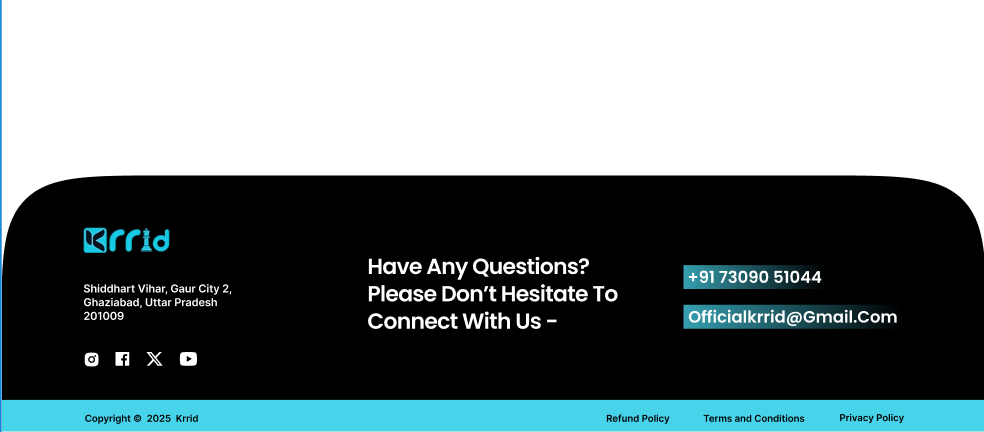 Krrid
Shiddhart Vihar, Gaur City 2,
Ghaziabad, Uttar Pradesh
201009
Have Any Questions?
Please Don’t Hesitate To
Connect With Us -
+91 73090 51044
Officialkrrid@Gmail.Com
Copyright © 2025 Krrid
Refund Policy
Terms and Conditions
Privacy Policy